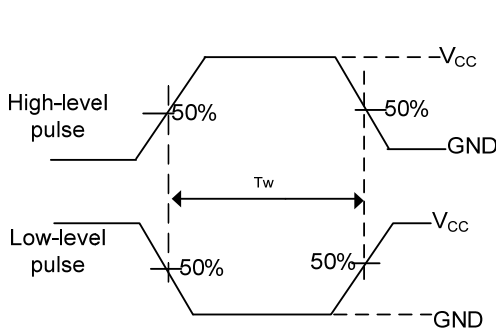 VCC
High-level
pulse
50%
50%
GND
Tw
VCC
Low-level
pulse
50%
50%
GND